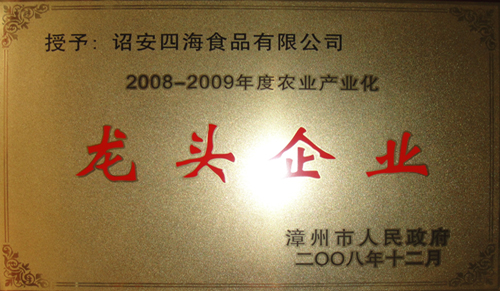 授予：诏安四海食品有限公司
2008-2009年度农业产业化
龙头企业
漳州市人民政府
二〇〇八年十二月